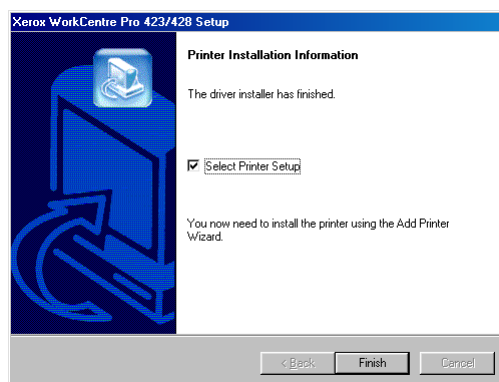 Xerox WorkCentre Pro 423/428 Setup
Printer Installation Information
The driver installer has finished.
Select Printer Setup
You now need to install the printer using the Add Printer
Wizard.
< Back Finish Cancel